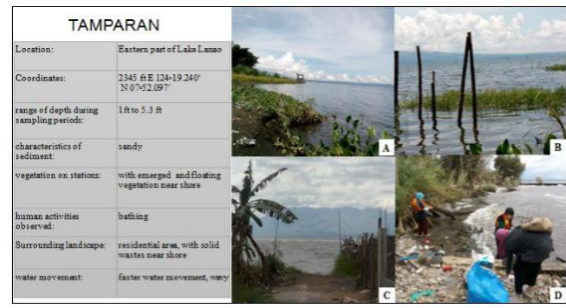 TAMPARAN
Location: Eastern part of Lake Lanao
Coordinates: 2345 ft E 124-19.240'
N 07-52.097'
range of depth during
sampling periods: 1ft to 5.3 ft
characteristics of
sediment: sandy
vegetation on stations: with emerged and floating
vegetation near shore
human activities
observed: bathing
Surrounding landscape: residential area, with solid
wastes near shore
water movement: faster water movement, wavy
A
B
C
D